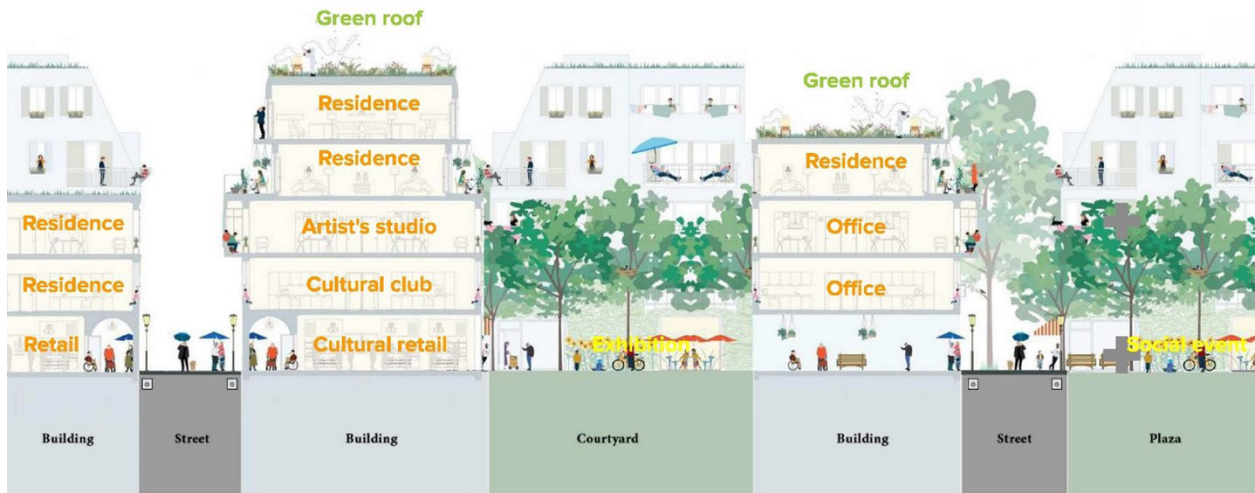 Green roof
Residence
Residence
Artist's studio
Cultural club
Cultural retail
Residence
Residence
Retail
Exhibition
Green roof
Residence
Office
Office
Social event
Building
Street
Building
Courtyard
Building
Street
Plaza